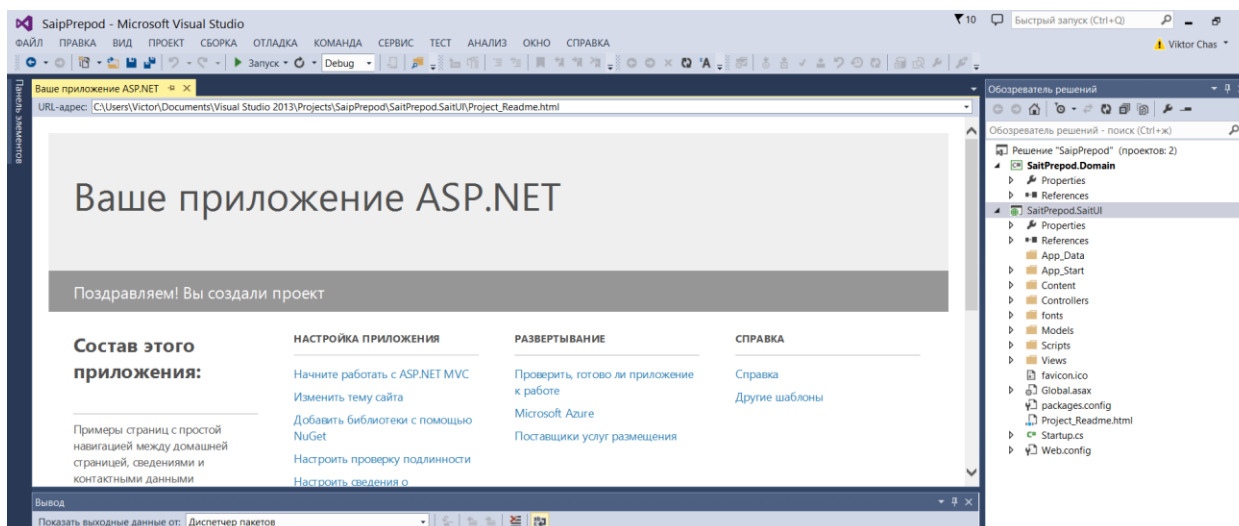 SaipPrepod - Microsoft Visual Studio
10
Быстрый запуск (Ctrl+Q)
ФАЙЛ ПРАВКА ВИД ПРОЕКТ СБОРКА ОТЛАДКА КОМАНДА СЕРВИС ТЕСТ АНАЛИЗ ОКНО СПРАВКА
Viktor Chas
Запуск
Debug
Панель элементов
Ваше приложение ASP.NET
URL-адрес: C:\Users\Victor\Documents\Visual Studio 2013\Projects\SaipPrepod\SaitPrepod.SaitUI\Project_Readme.html
Ваше приложение ASP.NET
Поздравляем! Вы создали проект
Состав этого
приложения:
Примеры страниц с простой
навигацией между домашней
страницей, сведениями и
контактными данными
НАСТРОЙКА ПРИЛОЖЕНИЯ
Начните работать с ASP.NET MVC
Изменить тему сайта
Добавить библиотеки с помощью
NuGet
Настроить проверку подлинности
Настроить сведения о
РАЗВЕРТЫВАНИЕ
Проверить, готово ли приложение
к работе
Microsoft Azure
Поставщики услуг размещения
СПРАВКА
Справка
Другие шаблоны
Вывод
Показать выходные данные от: Диспетчер пакетов
Обозреватель решений
Обозреватель решений - поиск (Ctrl+ж)
Решение "SaipPrepod" (проектов: 2)
SaitPrepod.Domain
Properties
References
SaitPrepod.SaitUI
Properties
References
App_Data
App_Start
Content
Controllers
fonts
Models
Scripts
Views
favicon.ico
Global.asax
packages.config
Project_Readme.html
Startup.cs
Web.config